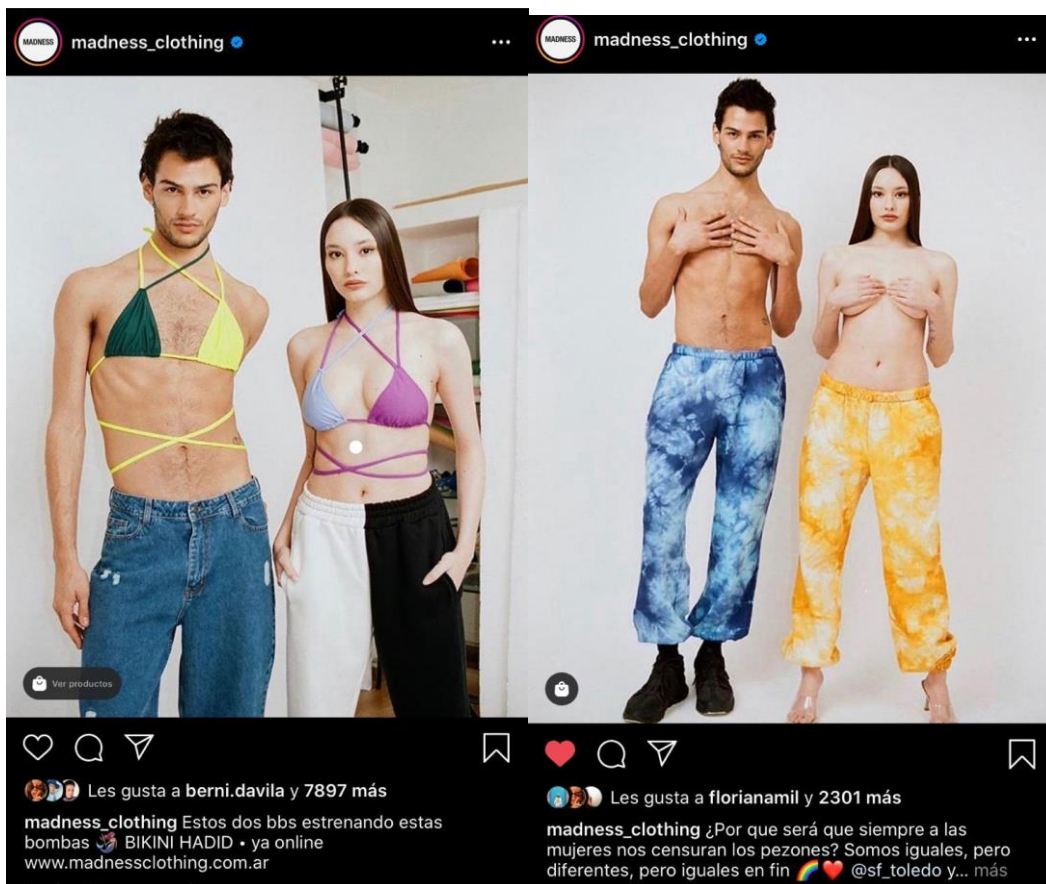 MADNESS
madness_clothing
Ver productos
Les gusta a berni.davila y 7897 más
madness_clothing Estos dos bbs estrenando estas
bombas BIKINI HADID • ya online
www.madnessclothing.com.ar
MADNESS
madness_clothing
Les gusta a florianamil y 2301 más
madness_clothing ¿Por que será que siempre a las
mujeres nos censuran los pezones? Somos iguales, pero
diferentes, pero iguales en fin 🌈❤️ @sf_toledo y... más